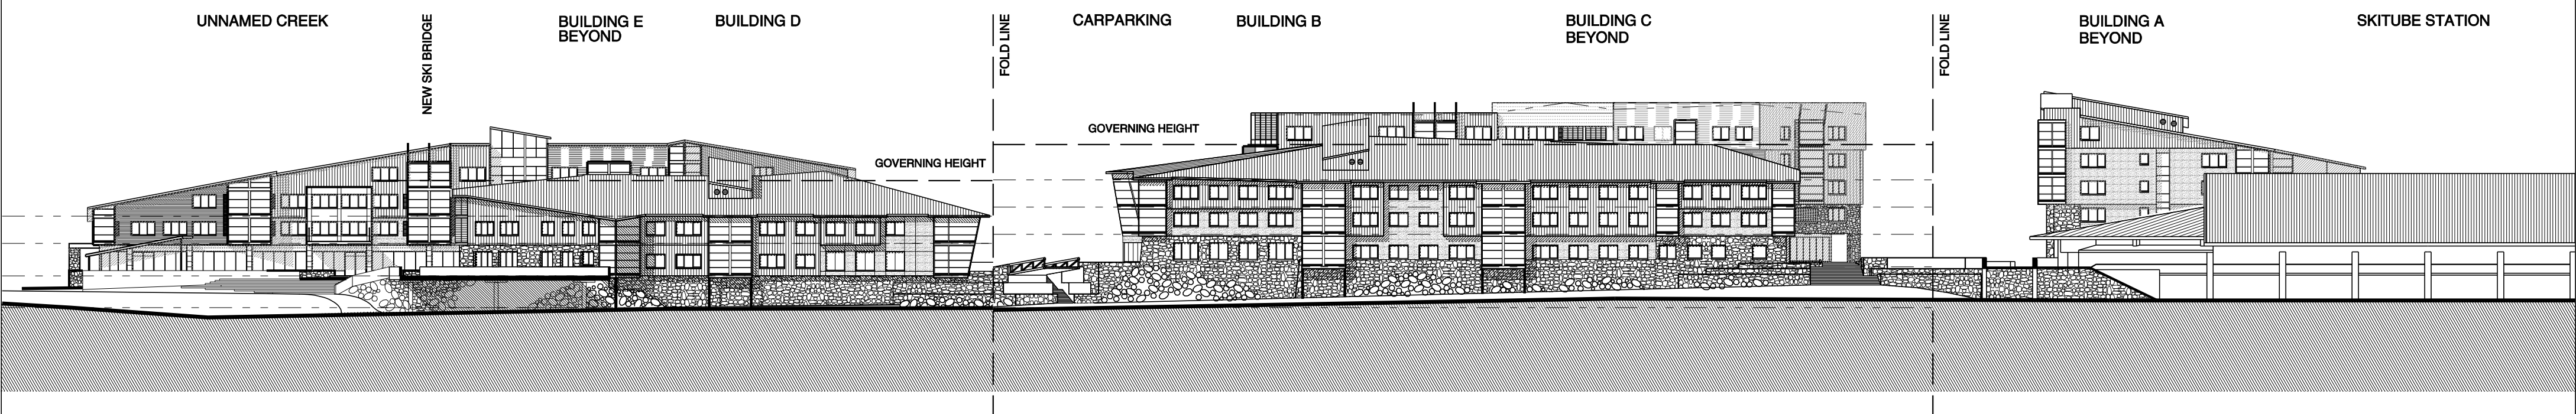 UNNAMED CREEK
NEW SKI BRIDGE
BUILDING E
BEYOND
BUILDING D
GOVERNING HEIGHT
FOLD LINE
CARPARKING
GOVERNING HEIGHT
BUILDING B
BUILDING C
BEYOND
FOLD LINE
BUILDING A
BEYOND
SKITUBE STATION